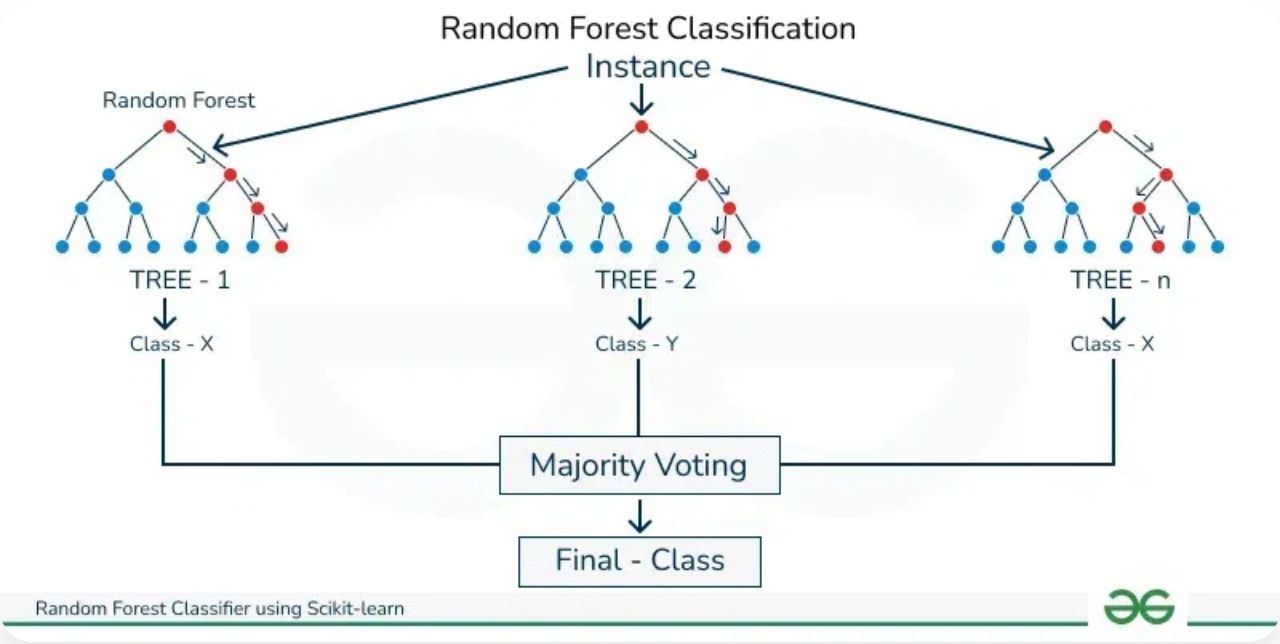 Random Forest Classification
Instance
Random Forest
TREE - 1
TREE - 2
TREE - n
Class - X
Class - Y
Class - X
Majority Voting
Final - Class
Random Forest Classifier using Scikit-learn